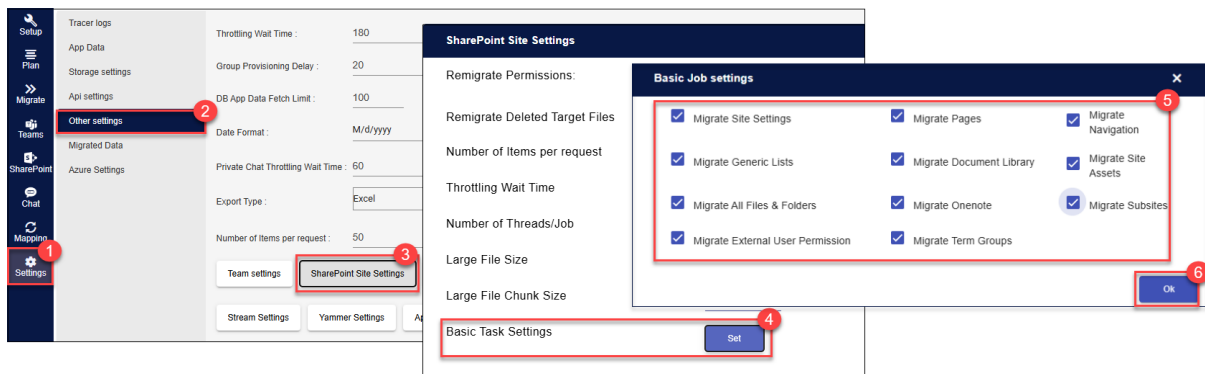 Setup
Plan
Migrate
Teams
SharePoint
Chat
Mapping
1
Settings
Tracer logs
App Data
Storage settings
Api settings
2
Other settings
Migrated Data
Azure Settings
Throttling Wait Time : 180
Group Provisioning Delay : 20
DB App Data Fetch Limit : 100
Date Format : M/d/yyyy
Private Chat Throttling Wait Time : 60
Export Type : Excel
Number of Items per request : 50
3
Team settings SharePoint Site Settings
Stream Settings Yammer Settings Ap
SharePoint Site Settings
Remigrate Permissions:
Remigrate Deleted Target Files
Number of Items per request
Throttling Wait Time
Number of Threads/Job
Large File Size
Large File Chunk Size
4
Basic Task Settings Set
Basic Job settings
5
Migrate Site Settings Migrate Pages Migrate
Navigation
Migrate Generic Lists Migrate Document Library Migrate Site
Assets
Migrate All Files & Folders Migrate Onenote Migrate Subsites
Migrate External User Permission Migrate Term Groups
6
Ok